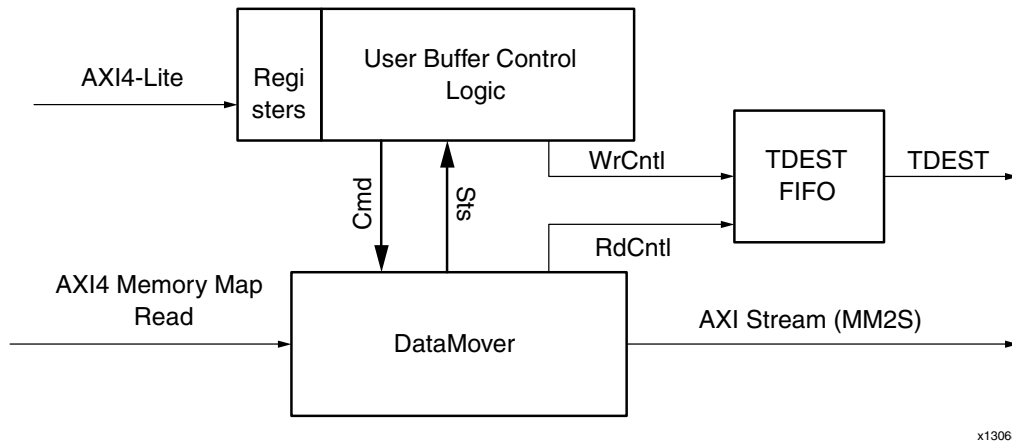 AXI4-Lite
Regi
sters
User Buffer Control
Logic
Cmd
Sts
WrCntl
RdCntl
TDEST
FIFO
TDEST
AXI4 Memory Map
Read
DataMover
AXI Stream (MM2S)
x1306